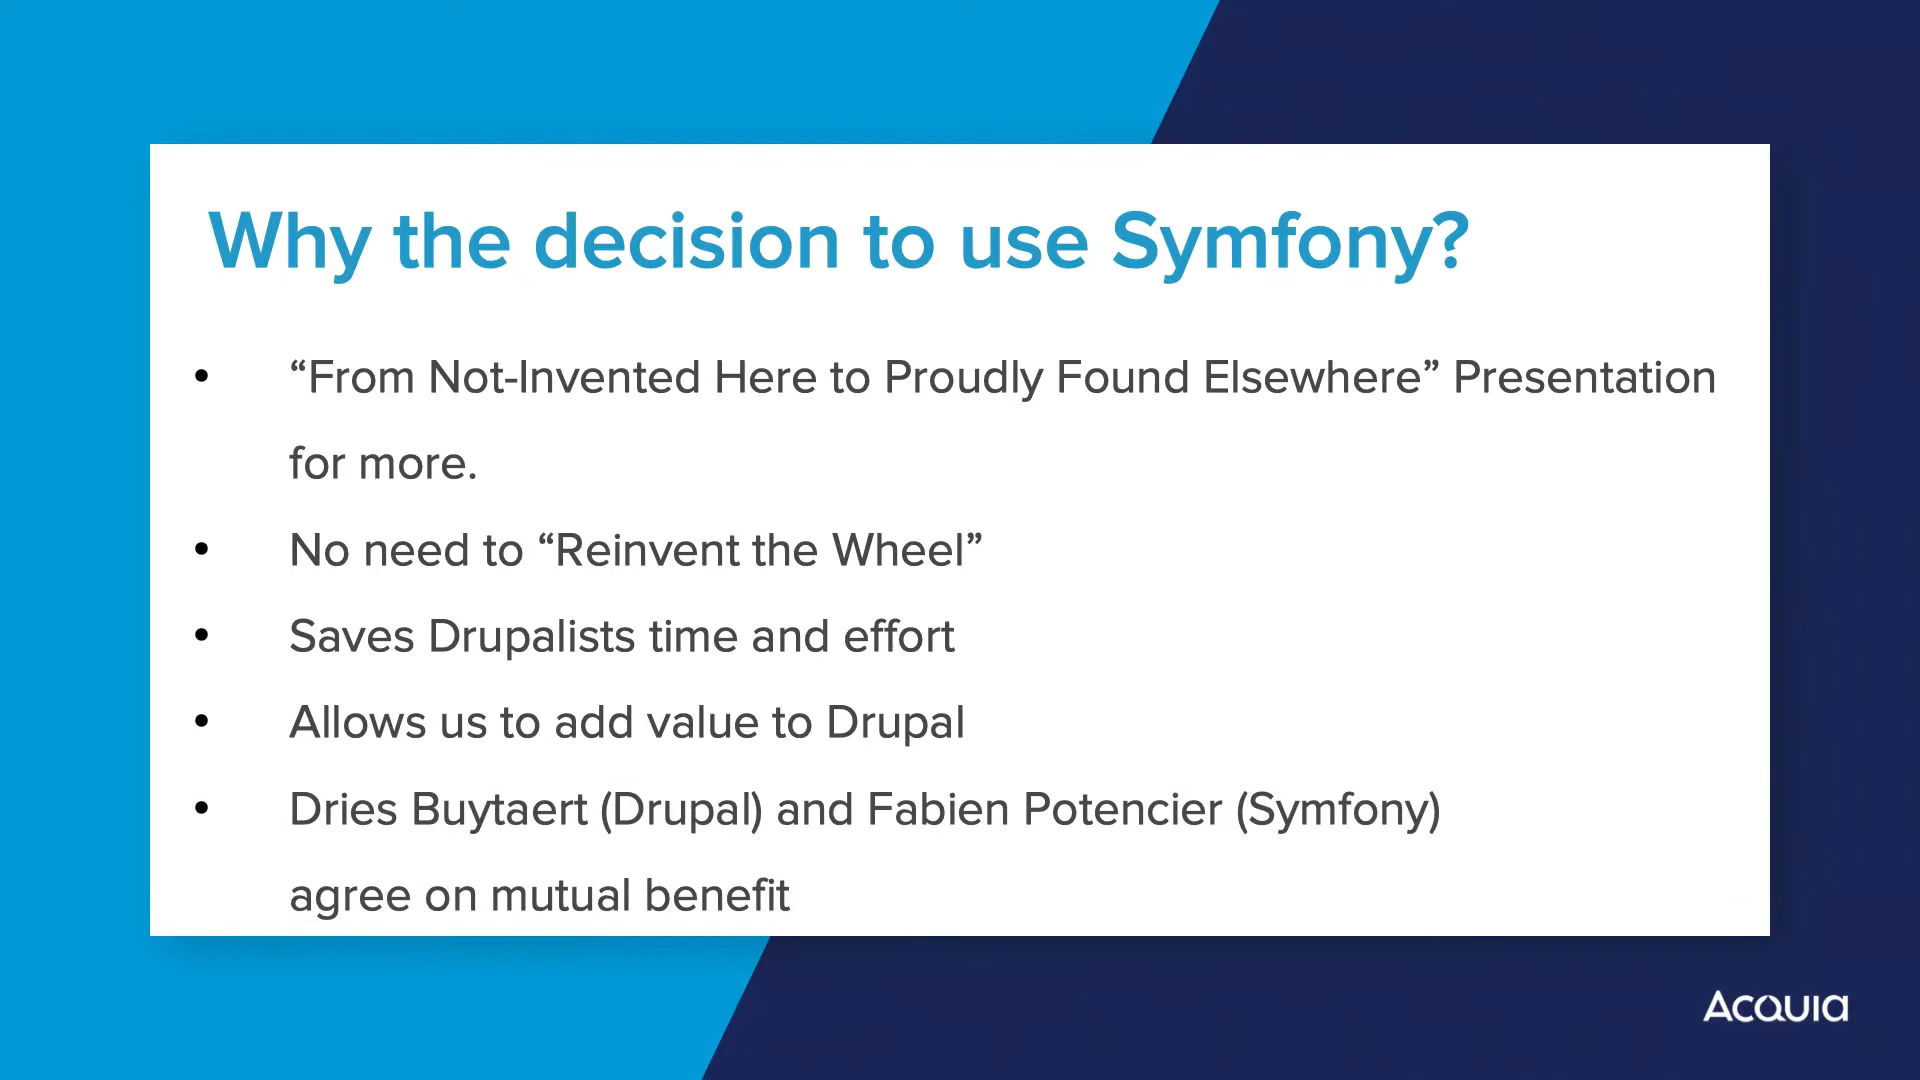 Why the decision to use Symfony?
• “From Not-Invented Here to Proudly Found Elsewhere” Presentation
for more.
• No need to “Reinvent the Wheel”
• Saves Drupalists time and effort
• Allows us to add value to Drupal
• Dries Buytaert (Drupal) and Fabien Potencier (Symfony)
agree on mutual benefit
Acquia